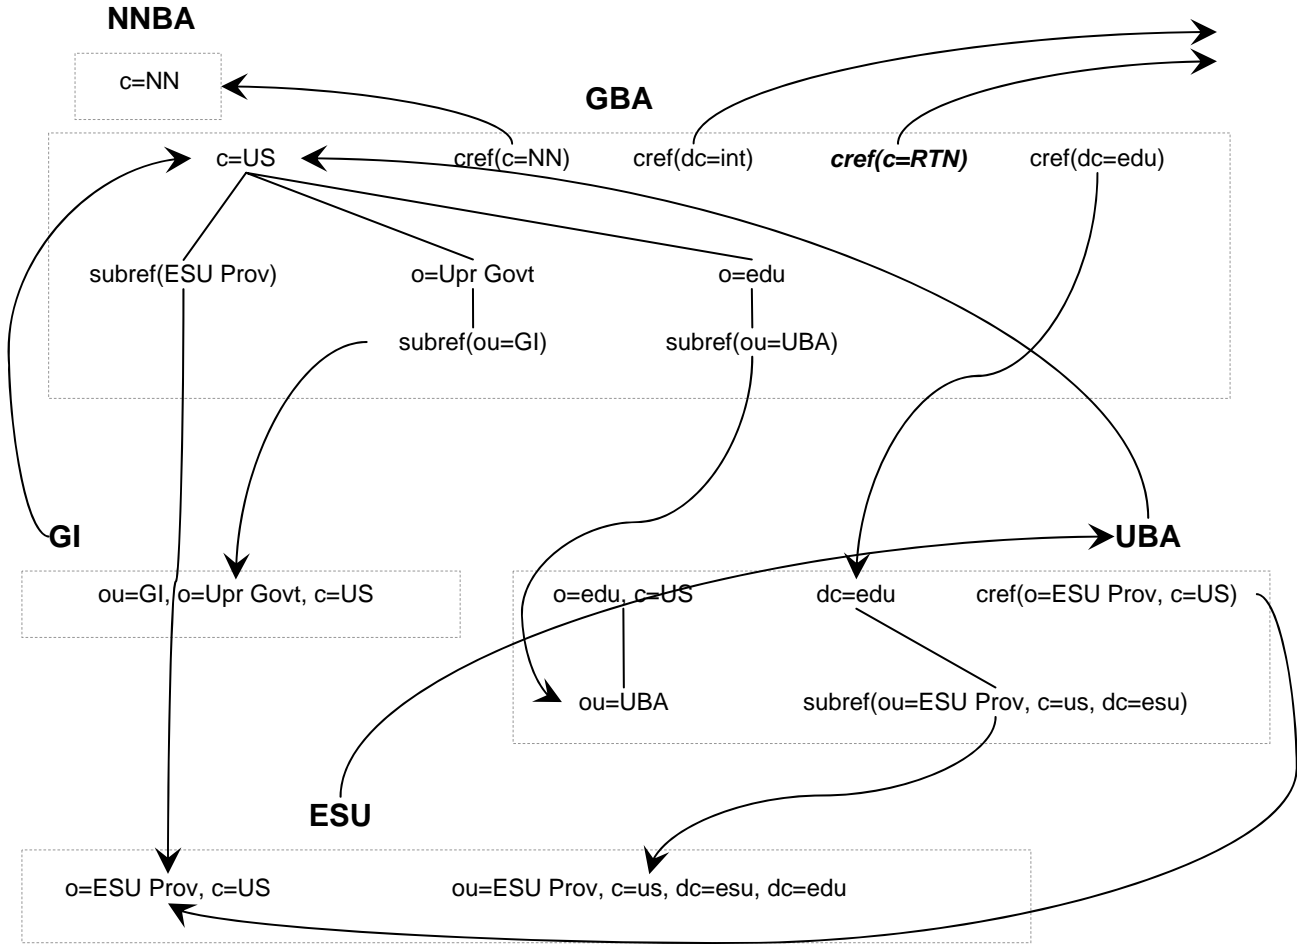 NNBA
c=NN
GBA
c=US cref(c=NN) cref(dc=int) cref(c=RTN) cref(dc=edu)
subref(ESU Prov) o=Upr Govt o=edu
subref(ou=GI) subref(ou=UBA)
GI UBA
ou=GI, o=Upr Govt, c=US o=edu, c=US dc=edu cref(o=ESU Prov, c=US)
ou=UBA subref(ou=ESU Prov, c=us, dc=esu)
ESU
o=ESU Prov, c=US ou=ESU Prov, c=us, dc=esu, dc=edu